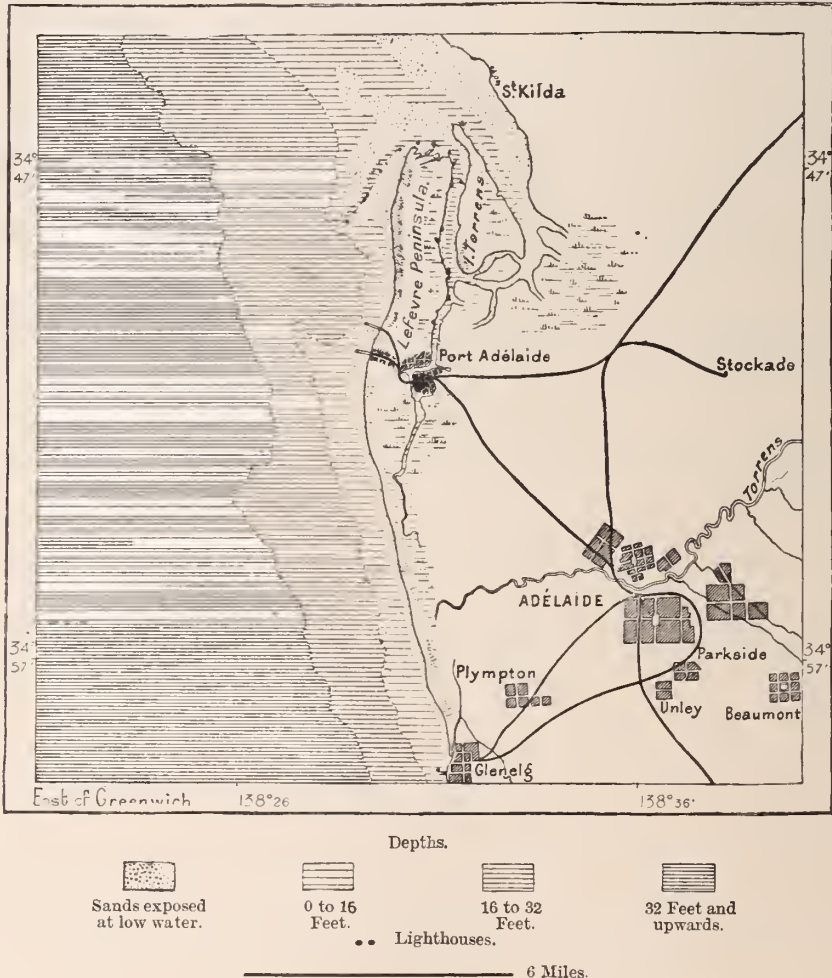 St. Kilda
34°
47'
34°
47'
Lefevre Peninsula.
I. Torrens
Port Adélaide
Stockade
Torrens
ADÉLAIDE
34°
57'
34°
57'
Parkside
Plympton
Unley
Beaumont
Glenelg
East of Greenwich
138°26'
138°36'
Depths.
Sands exposed
at low water.
0 to 16
Feet.
16 to 32
Feet.
32 Feet and
upwards.
Lighthouses.
6 Miles.